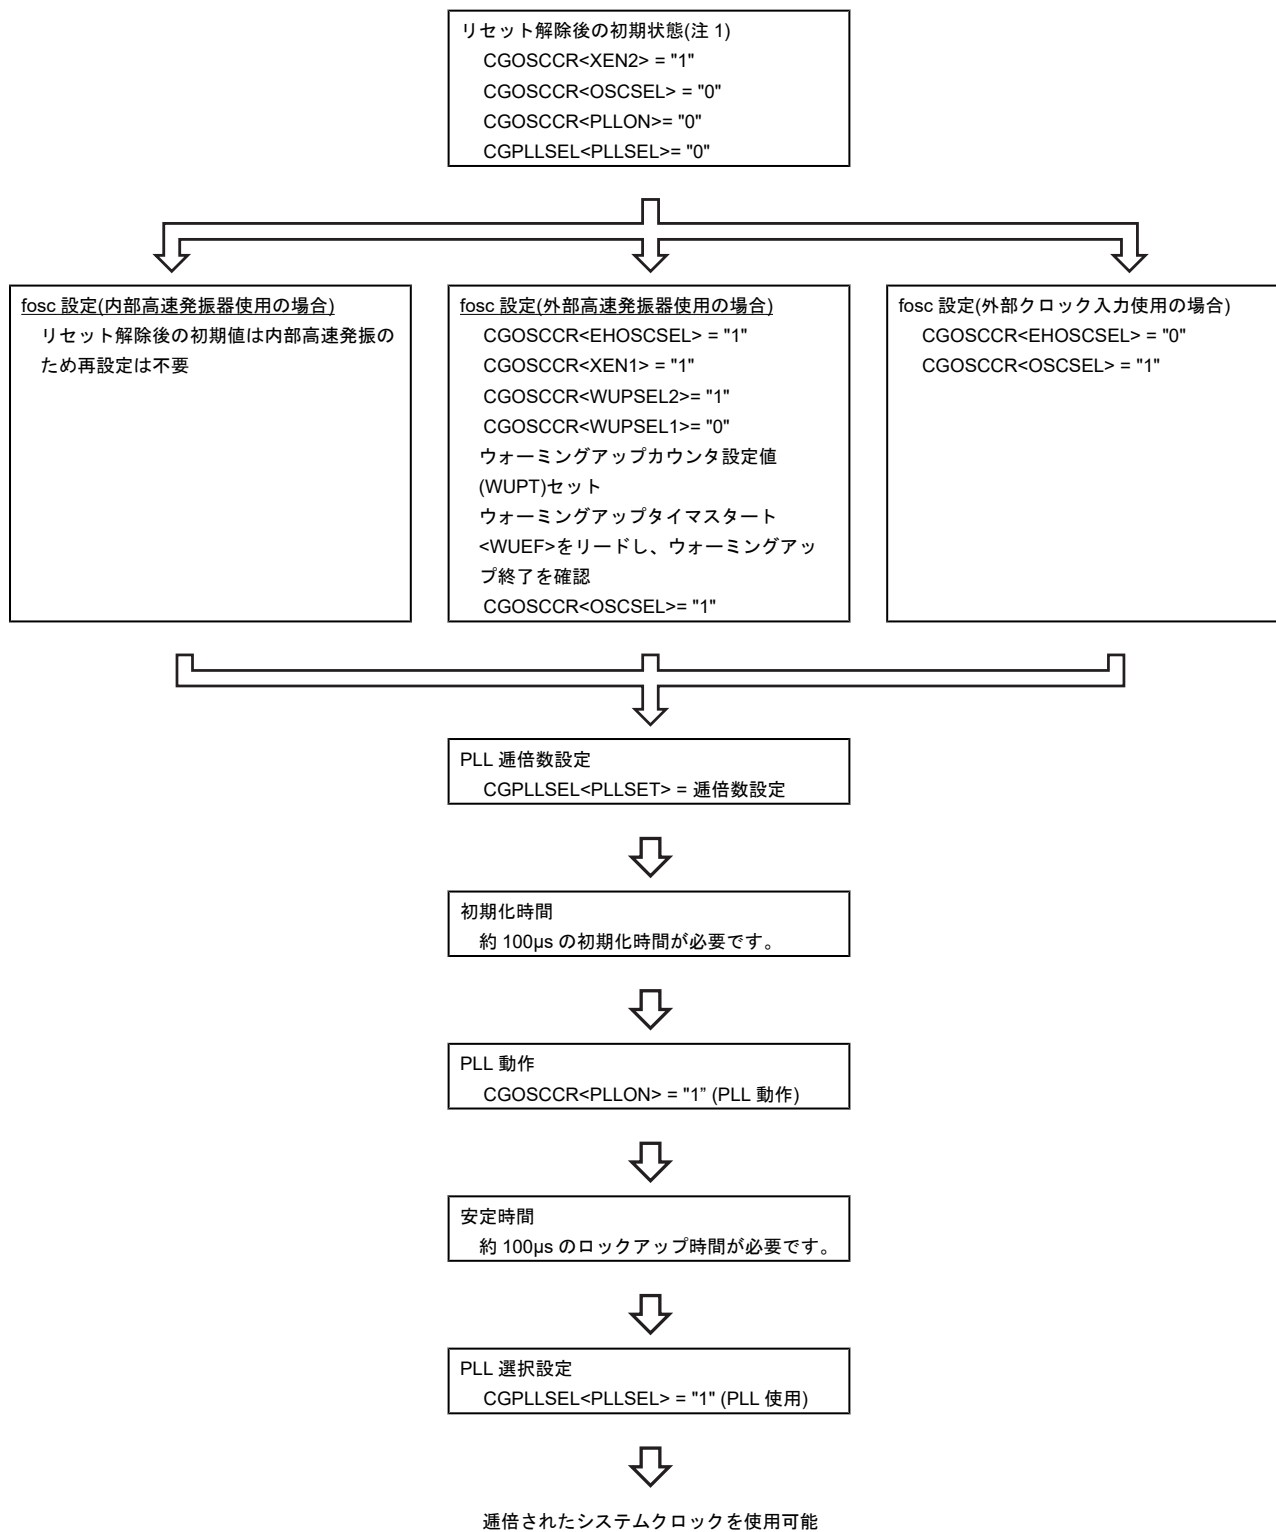 リセット解除後の初期状態(注 1)
CGOSCCR<XEN2> = "1"
CGOSCCR<OSCSEL> = "0"
CGOSCCR<PLLON>= "0"
CGPLLSEL<PLLSEL>= "0"
fosc 設定(内部高速発振器使用の場合)
リセット解除後の初期値は内部高速発振の
ため再設定は不要
fosc 設定(外部高速発振器使用の場合)
CGOSCCR<EHOSCSEL> = "1"
CGOSCCR<XEN1> = "1"
CGOSCCR<WUPSEL2>= "1"
CGOSCCR<WUPSEL1>= "0"
ウォーミングアップカウンタ設定値
(WUPT)セット
ウォーミングアップタイマスタート
<WUEF>をリードし、ウォーミングアッ
プ終了を確認
CGOSCCR<OSCSEL>= "1"
fosc 設定(外部クロック入力使用の場合)
CGOSCCR<EHOSCSEL> = "0"
CGOSCCR<OSCSEL> = "1"
PLL 逓倍数設定
CGPLLSEL<PLLSET> = 逓倍数設定
初期化時間
約 100μs の初期化時間が必要です。
PLL 動作
CGOSCCR<PLLON> = "1” (PLL 動作)
安定時間
約 100μs のロックアップ時間が必要です。
PLL 選択設定
CGPLLSEL<PLLSEL> = "1" (PLL 使用)
逓倍されたシステムクロックを使用可能